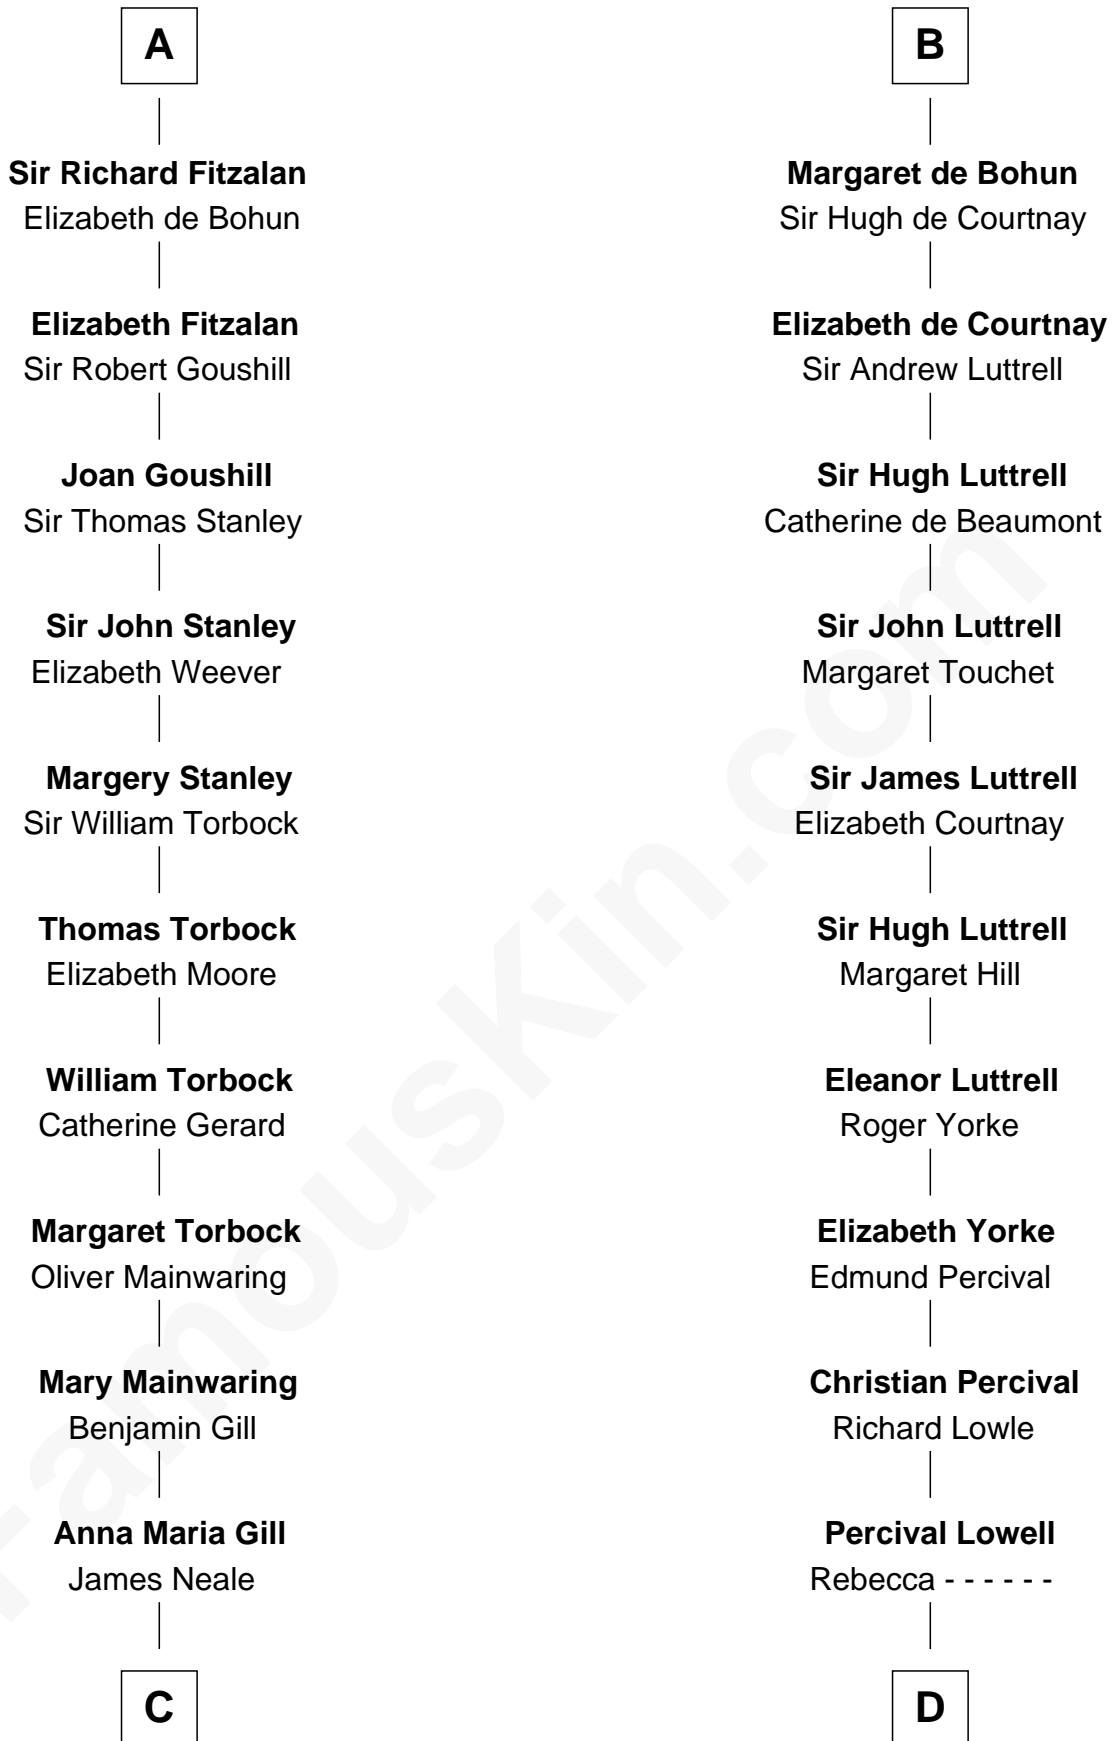 A
Sir Richard Fitzalan
Elizabeth de Bohun
Elizabeth Fitzalan
Sir Robert Goushill
Joan Goushill
Sir Thomas Stanley
Sir John Stanley
Elizabeth Weever
Margery Stanley
Sir William Torbock
Thomas Torbock
Elizabeth Moore
William Torbock
Catherine Gerard
Margaret Torbock
Oliver Mainwaring
Mary Mainwaring
Benjamin Gill
Anna Maria Gill
James Neale
C
B
Margaret de Bohun
Sir Hugh de Courtnay
Elizabeth de Courtnay
Sir Andrew Luttrell
Sir Hugh Luttrell
Catherine de Beaumont
Sir John Luttrell
Margaret Touchet
Sir James Luttrell
Elizabeth Courtnay
Sir Hugh Luttrell
Margaret Hill
Eleanor Luttrell
Roger Yorke
Elizabeth Yorke
Edmund Percival
Christian Percival
Richard Lowle
Percival Lowell
Rebecca - - - - - -
D
FamousKin.com